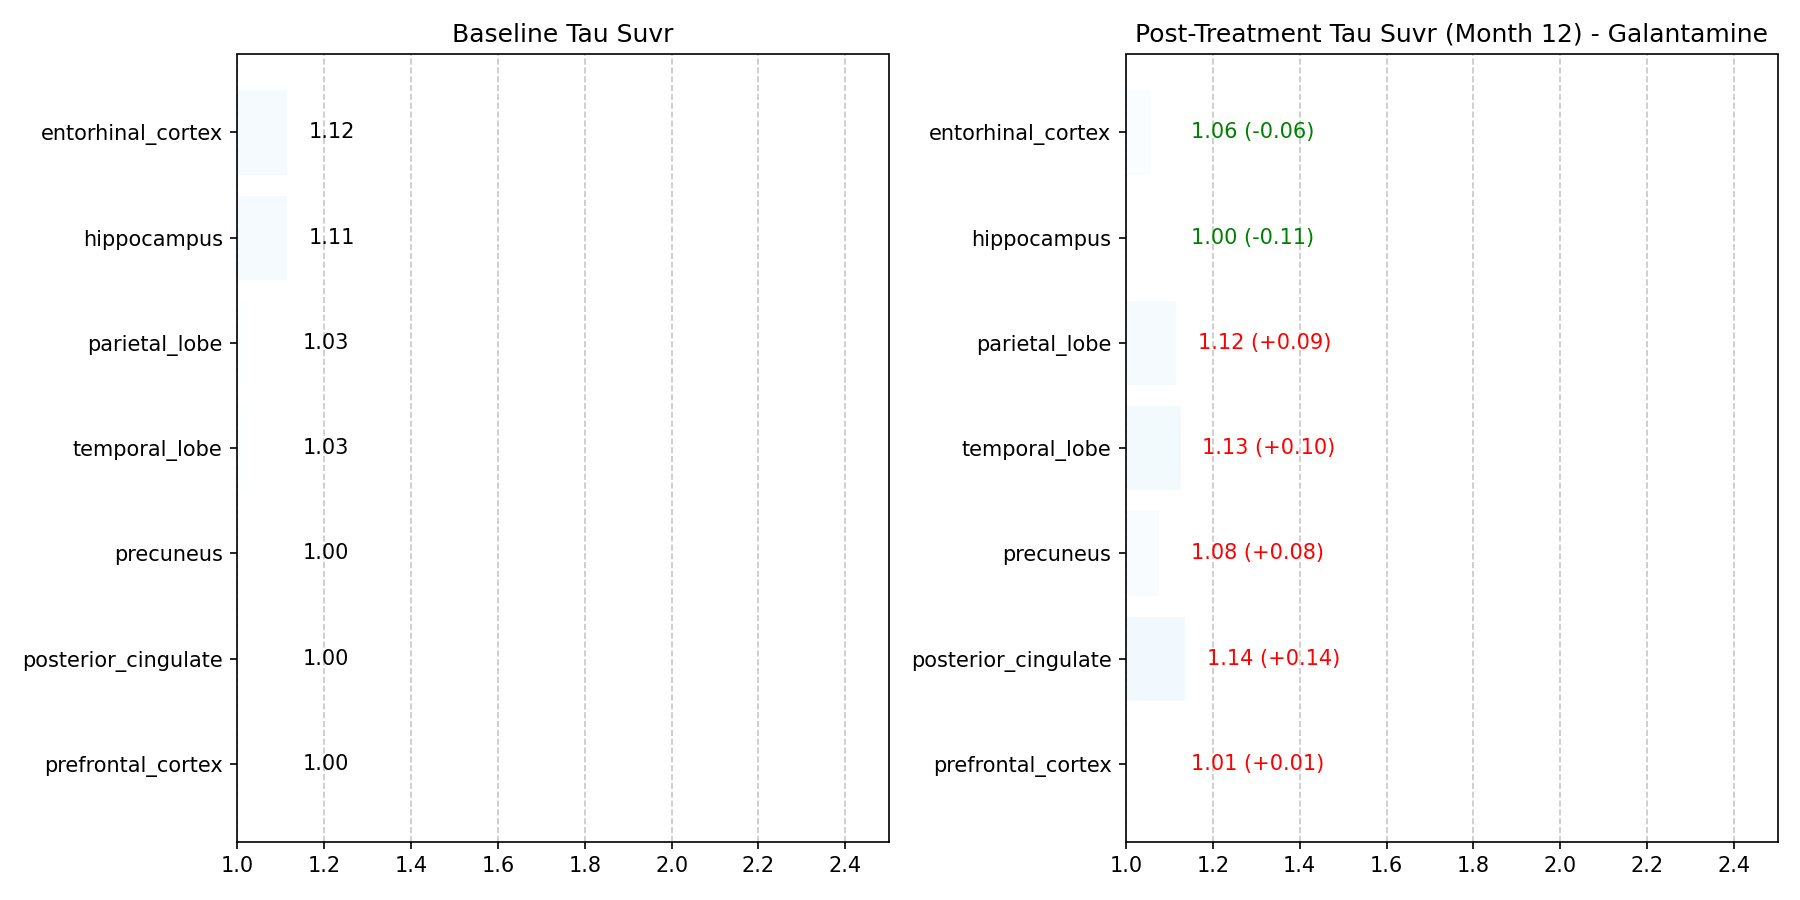 Baseline Tau Suvr
entorhinal_cortex
1.12
hippocampus
1.11
parietal_lobe
1.03
temporal_lobe
1.03
precuneus
1.00
posterior_cingulate
1.00
prefrontal_cortex
1.00
1.0 1.2 1.4 1.6 1.8 2.0 2.2 2.4
Post-Treatment Tau Suvr (Month 12) - Galantamine
entorhinal_cortex
1.06 (-0.06)
hippocampus
1.00 (-0.11)
parietal_lobe
1.12 (+0.09)
temporal_lobe
1.13 (+0.10)
precuneus
1.08 (+0.08)
posterior_cingulate
1.14 (+0.14)
prefrontal_cortex
1.01 (+0.01)
1.0 1.2 1.4 1.6 1.8 2.0 2.2 2.4